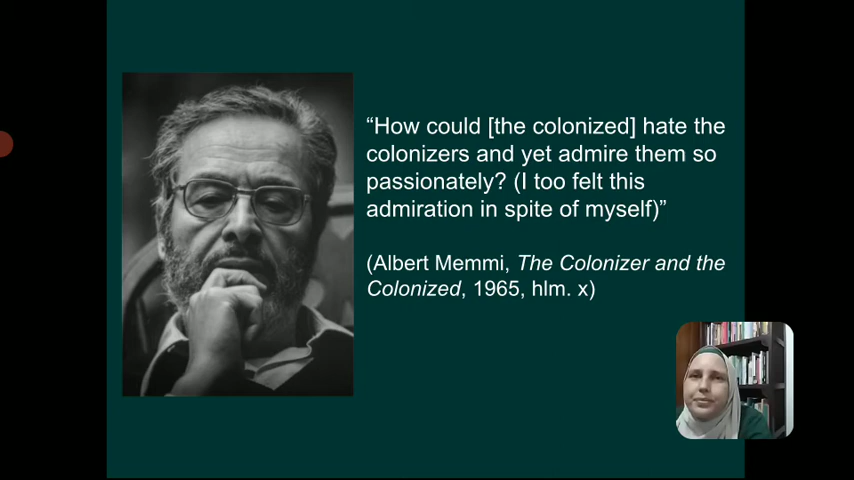 “How could [the colonized] hate the
colonizers and yet admire them so
passionately? (I too felt this
admiration in spite of myself)”
(Albert Memmi, The Colonizer and the
Colonized, 1965, hlm. x)